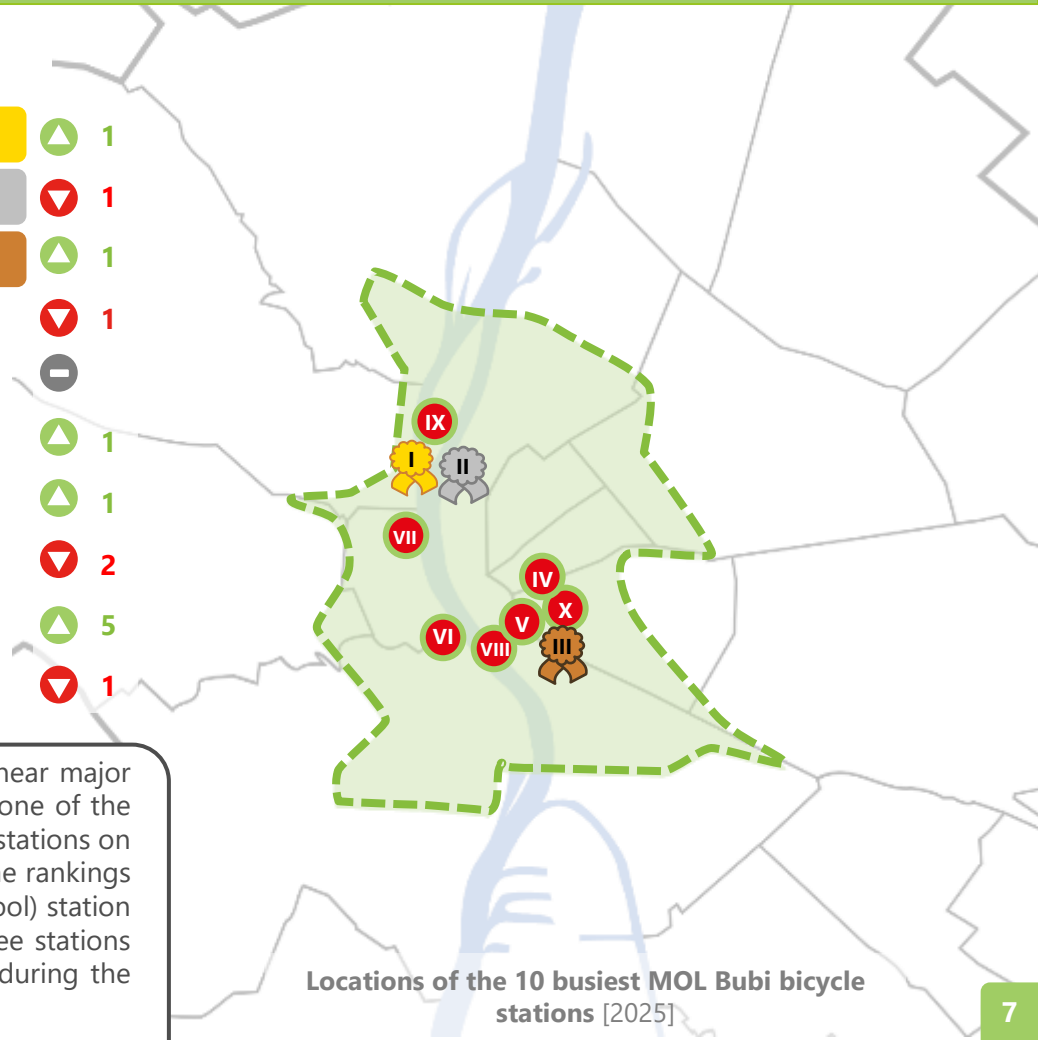 1
1
1
1
1
1
2
5
1
IX
I
II
VII
IV
X
V
VI
VIII
III
near major
one of the
stations on
e rankings
ool) station
ee stations
during the
Locations of the 10 busiest MOL Bubi bicycle
stations [2025]
7